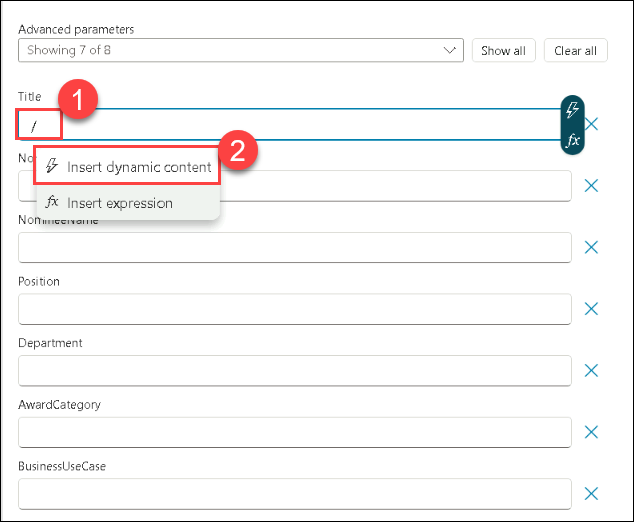 Advanced parameters
Showing 7 of 8
Show all
Clear all
Title
1
/
fx
2
No
Insert dynamic content
fx Insert expression
NomineeName
Position
Department
AwardCategory
BusinessUseCase